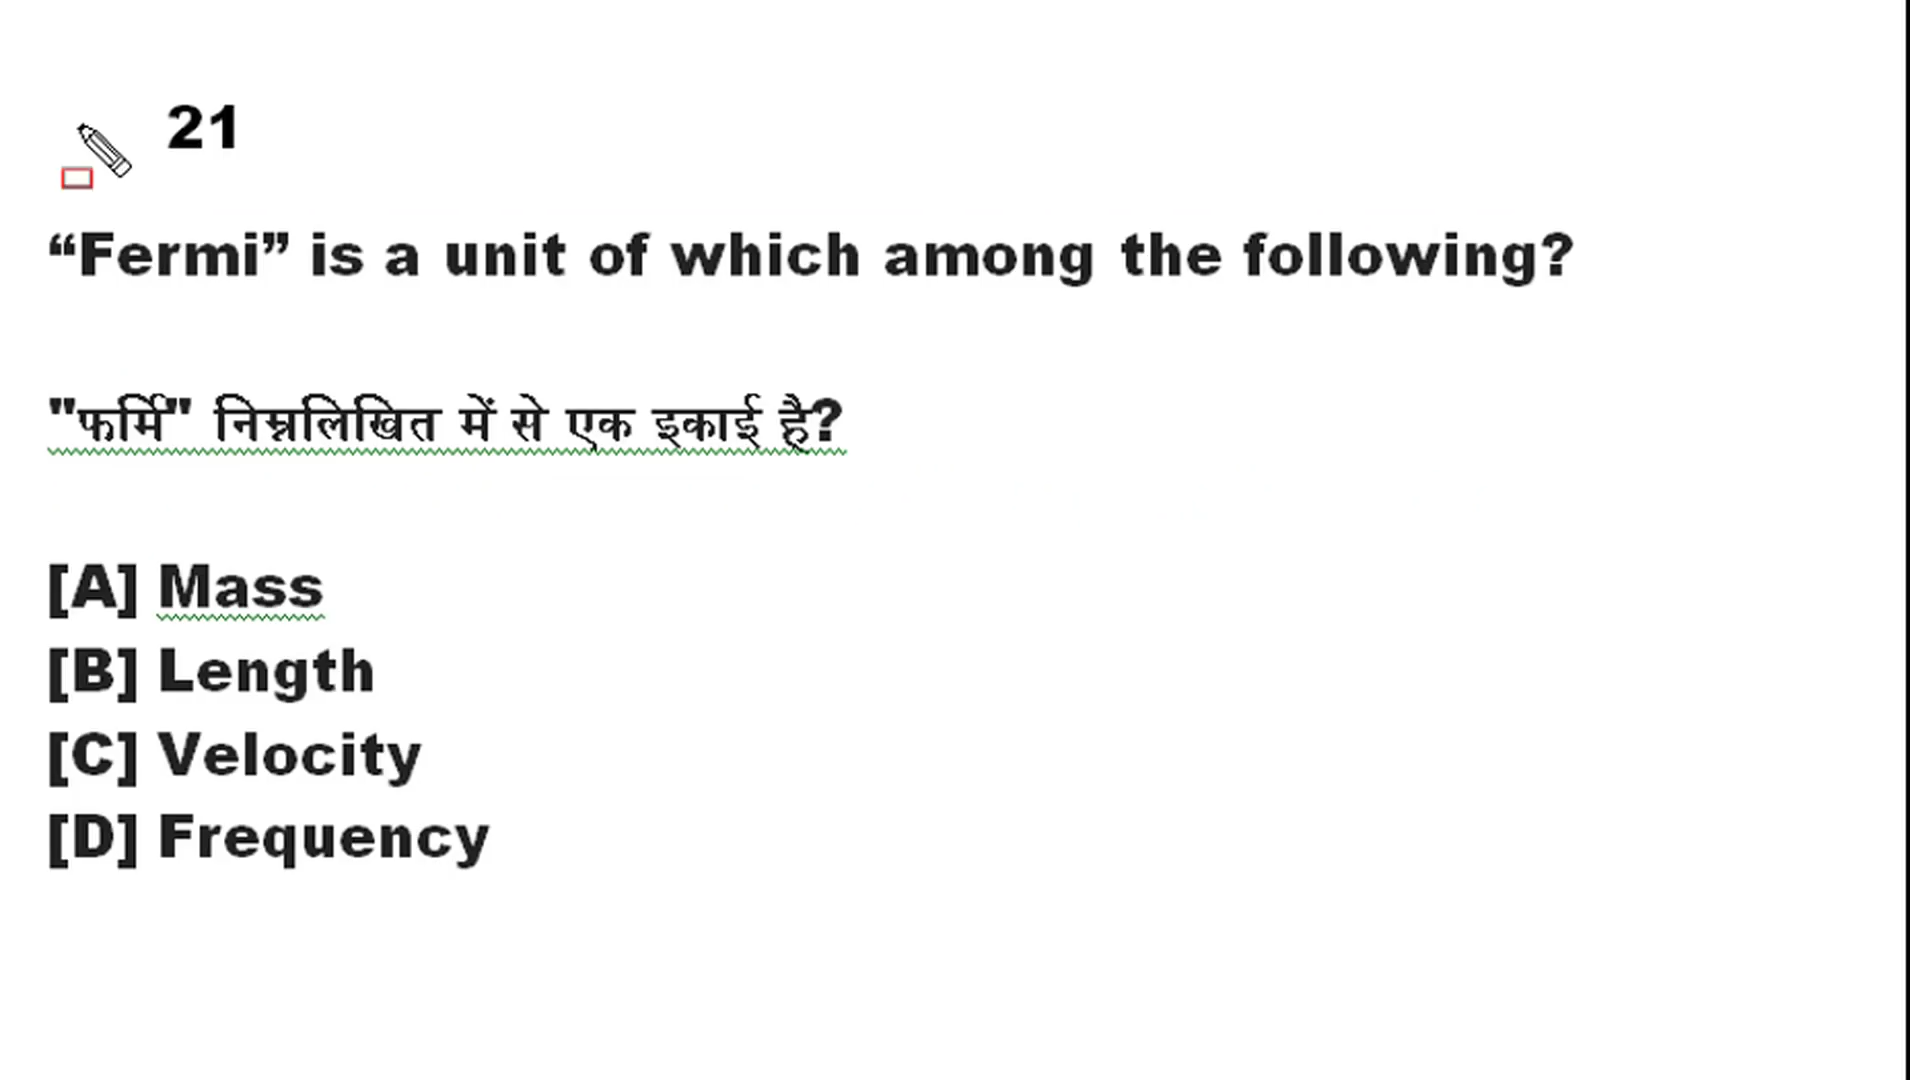 21
“Fermi” is a unit of which among the following?
"फर्मि" निम्नलिखित में से एक इकाई है?
[A] Mass
[B] Length
[C] Velocity
[D] Frequency